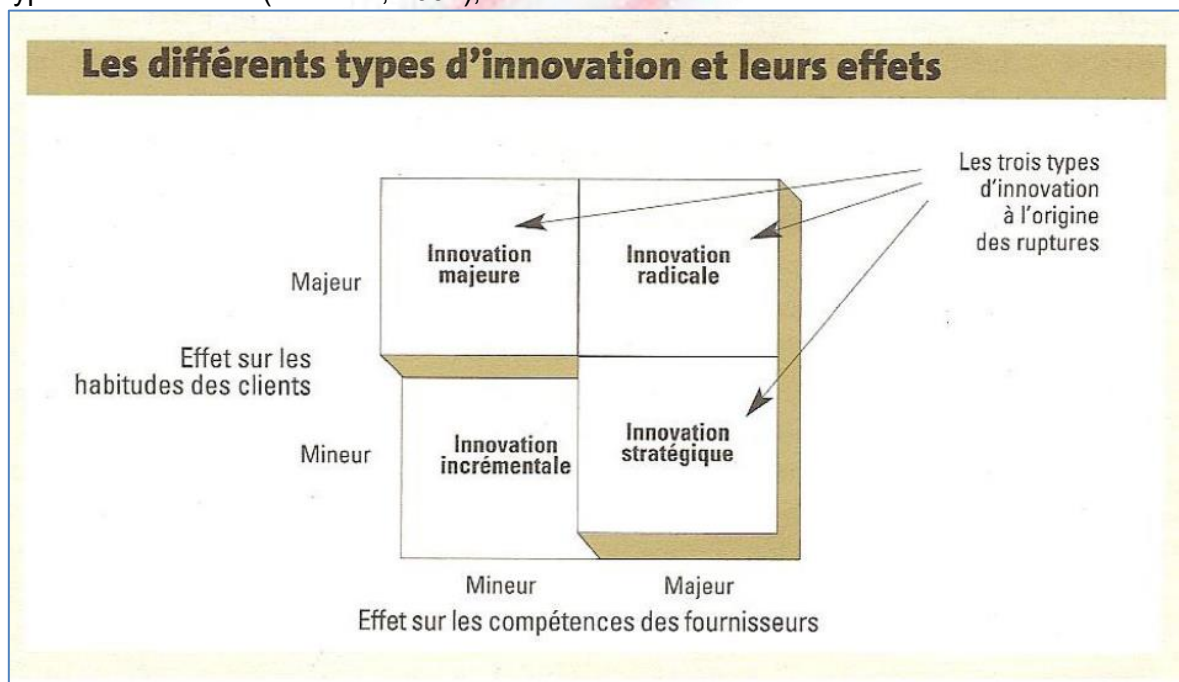 Les différents types d'innovation et leurs effets
Les trois types
d'innovation
à l'origine
des ruptures
Innovation
majeure
Innovation
radicale
Majeur
Effet sur les
habitudes des clients
Innovation
incrémentale
Innovation
stratégique
Mineur
Mineur
Majeur
Effet sur les compétences des fournisseurs